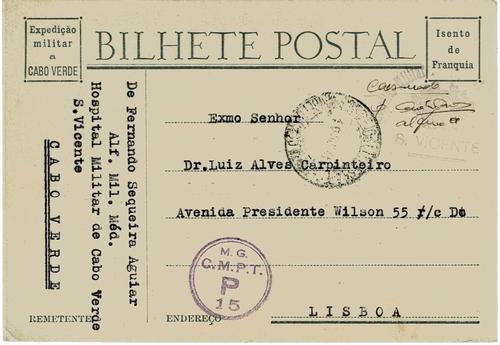 Expedição
militar
a
CABO VERDE
BILHETE POSTAL
Isento
de
Franquia
De Fernando Sequeira Aguiar
Alf. Mil. Méd.
Hospital Militar de Cabo Verde
S.Vicente
CABO VERDE
REMETENTE
Exmo Senhor
Dr.Luiz Alves Carpinteiro
Avenida Presidente Wilson 55 r/c Dº
LISBOA
ENDEREÇO
M.G.
C.M.P.T.
P
15
S. VICENTE